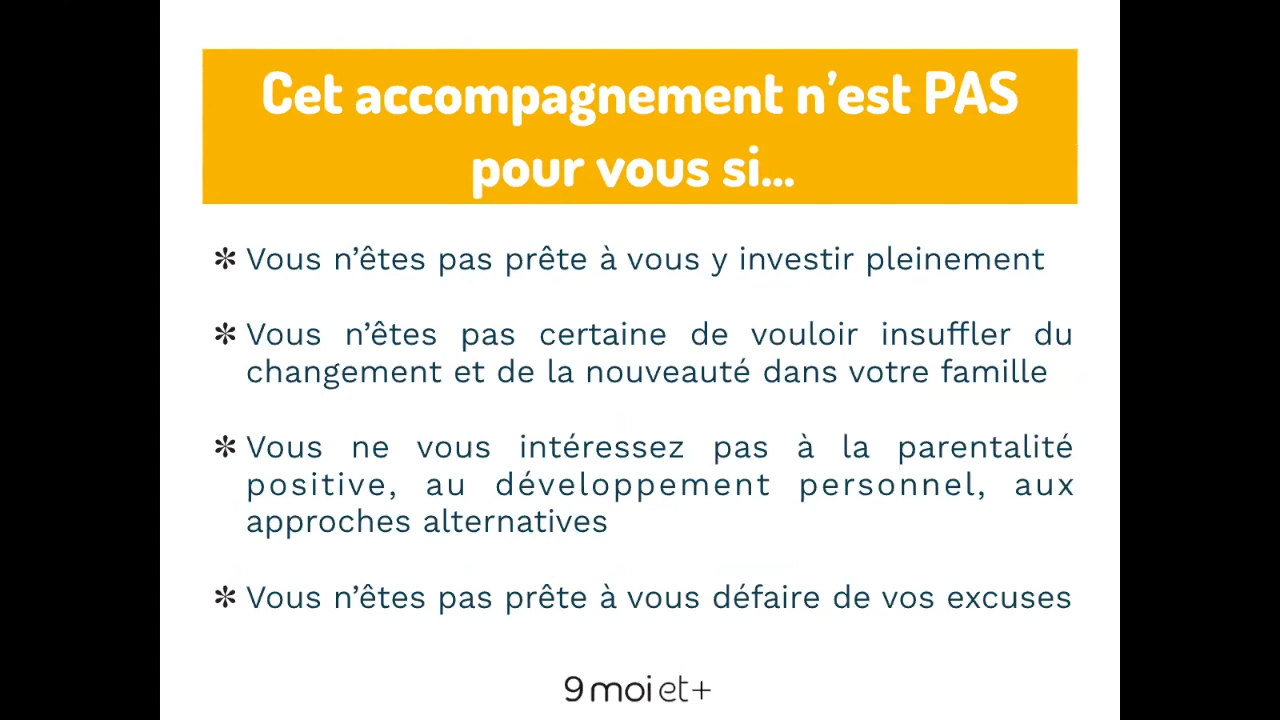 Cet accompagnement n’est PAS
pour vous si...
✻ Vous n’êtes pas prête à vous y investir pleinement
✻ Vous n’êtes pas certaine de vouloir insuffler du
changement et de la nouveauté dans votre famille
✻ Vous ne vous intéressez pas à la parentalité
positive, au développement personnel, aux
approches alternatives
✻ Vous n’êtes pas prête à vous défaire de vos excuses
9 moi et+